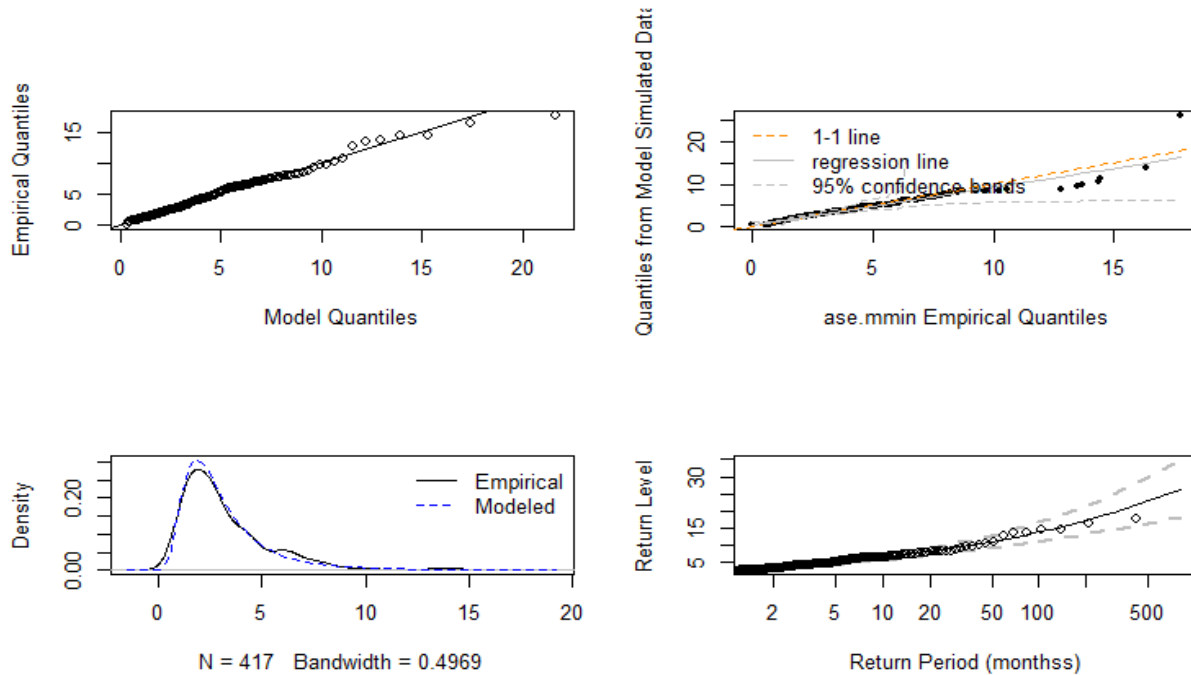 Empirical Quantiles
15
5
0
0
5
10
15
20
Model Quantiles
Quantiles from Model Simulated Data
20
10
0
1-1 line
regression line
95% confidence bands
0
5
10
15
ase.mmin Empirical Quantiles
Density
0.20
0.00
Empirical
Modeled
0
5
10
15
20
N = 417 Bandwidth = 0.4969
Return Level
30
15
5
2
5
10
20
50
100
500
Return Period (monthss)